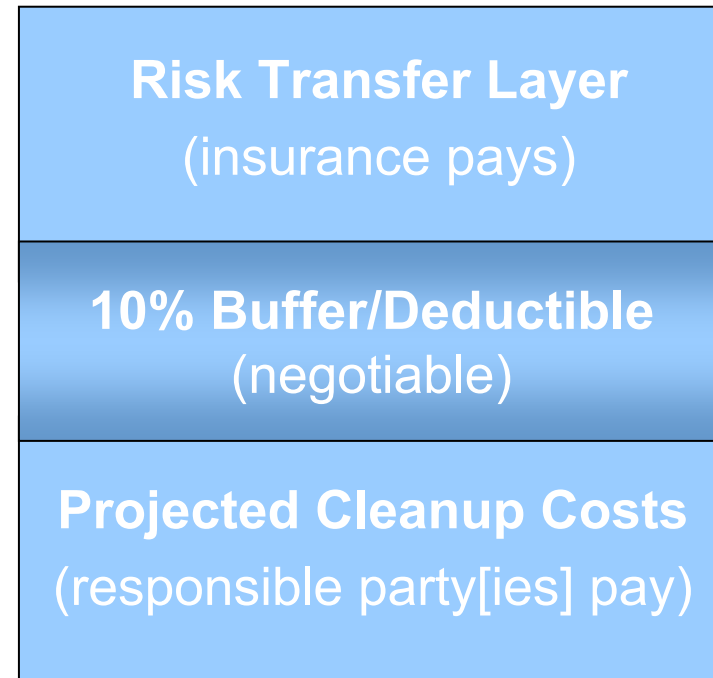 Risk Transfer Layer
(insurance pays)
10% Buffer/Deductible
(negotiable)
Projected Cleanup Costs
(responsible party[ies] pay)